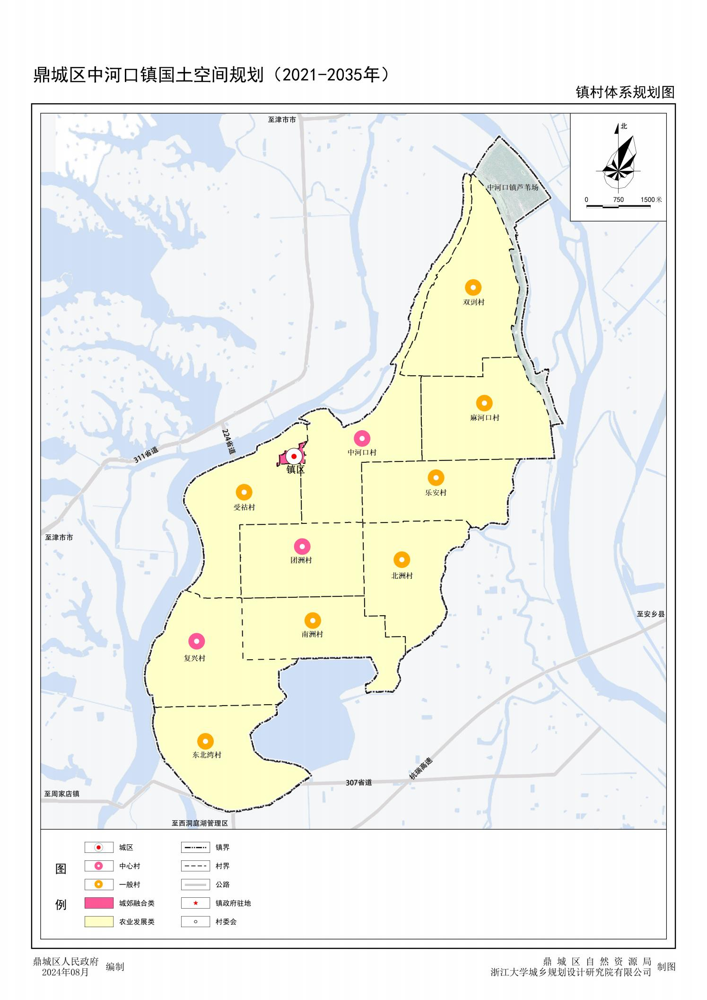 鼎城区中河口镇国土空间规划（2021-2035年）
镇村体系规划图
至津市市
北
0 750 1500米
中河口镇芦苇场
双剅村
麻河口村
224省道
311省道
中河口村
镇区
乐安村
受祜村
至津市市
团洲村
北洲村
至安乡县
南洲村
复兴村
东北湾村
杭瑞高速
307省道
至周家店镇
至西洞庭湖管理区
图例
城区
中心村
一般村
城郊融合类
农业发展类
镇界
村界
公路
镇政府驻地
村委会
鼎城区人民政府
2024年08月
编制
鼎城区自然资源局
浙江大学城乡规划设计研究院有限公司
制图